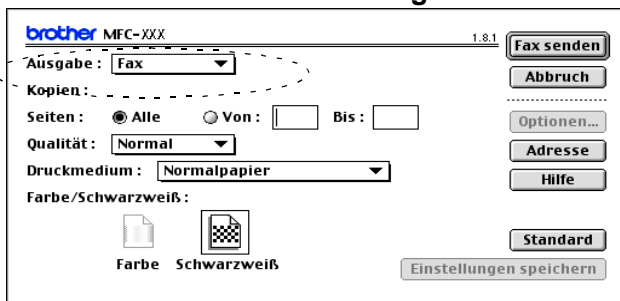 brother MFC-XXX 1.8.1 Fax senden
Ausgabe : Fax
Abbruch
Kopien :
Seiten : Alle Von : Bis : Optionen...
Qualität : Normal
Adresse
Druckmedium : Normalpapier
Hilfe
Farbe/Schwarzweiß :
Standard
Farbe Schwarzweiß Einstellungen speichern